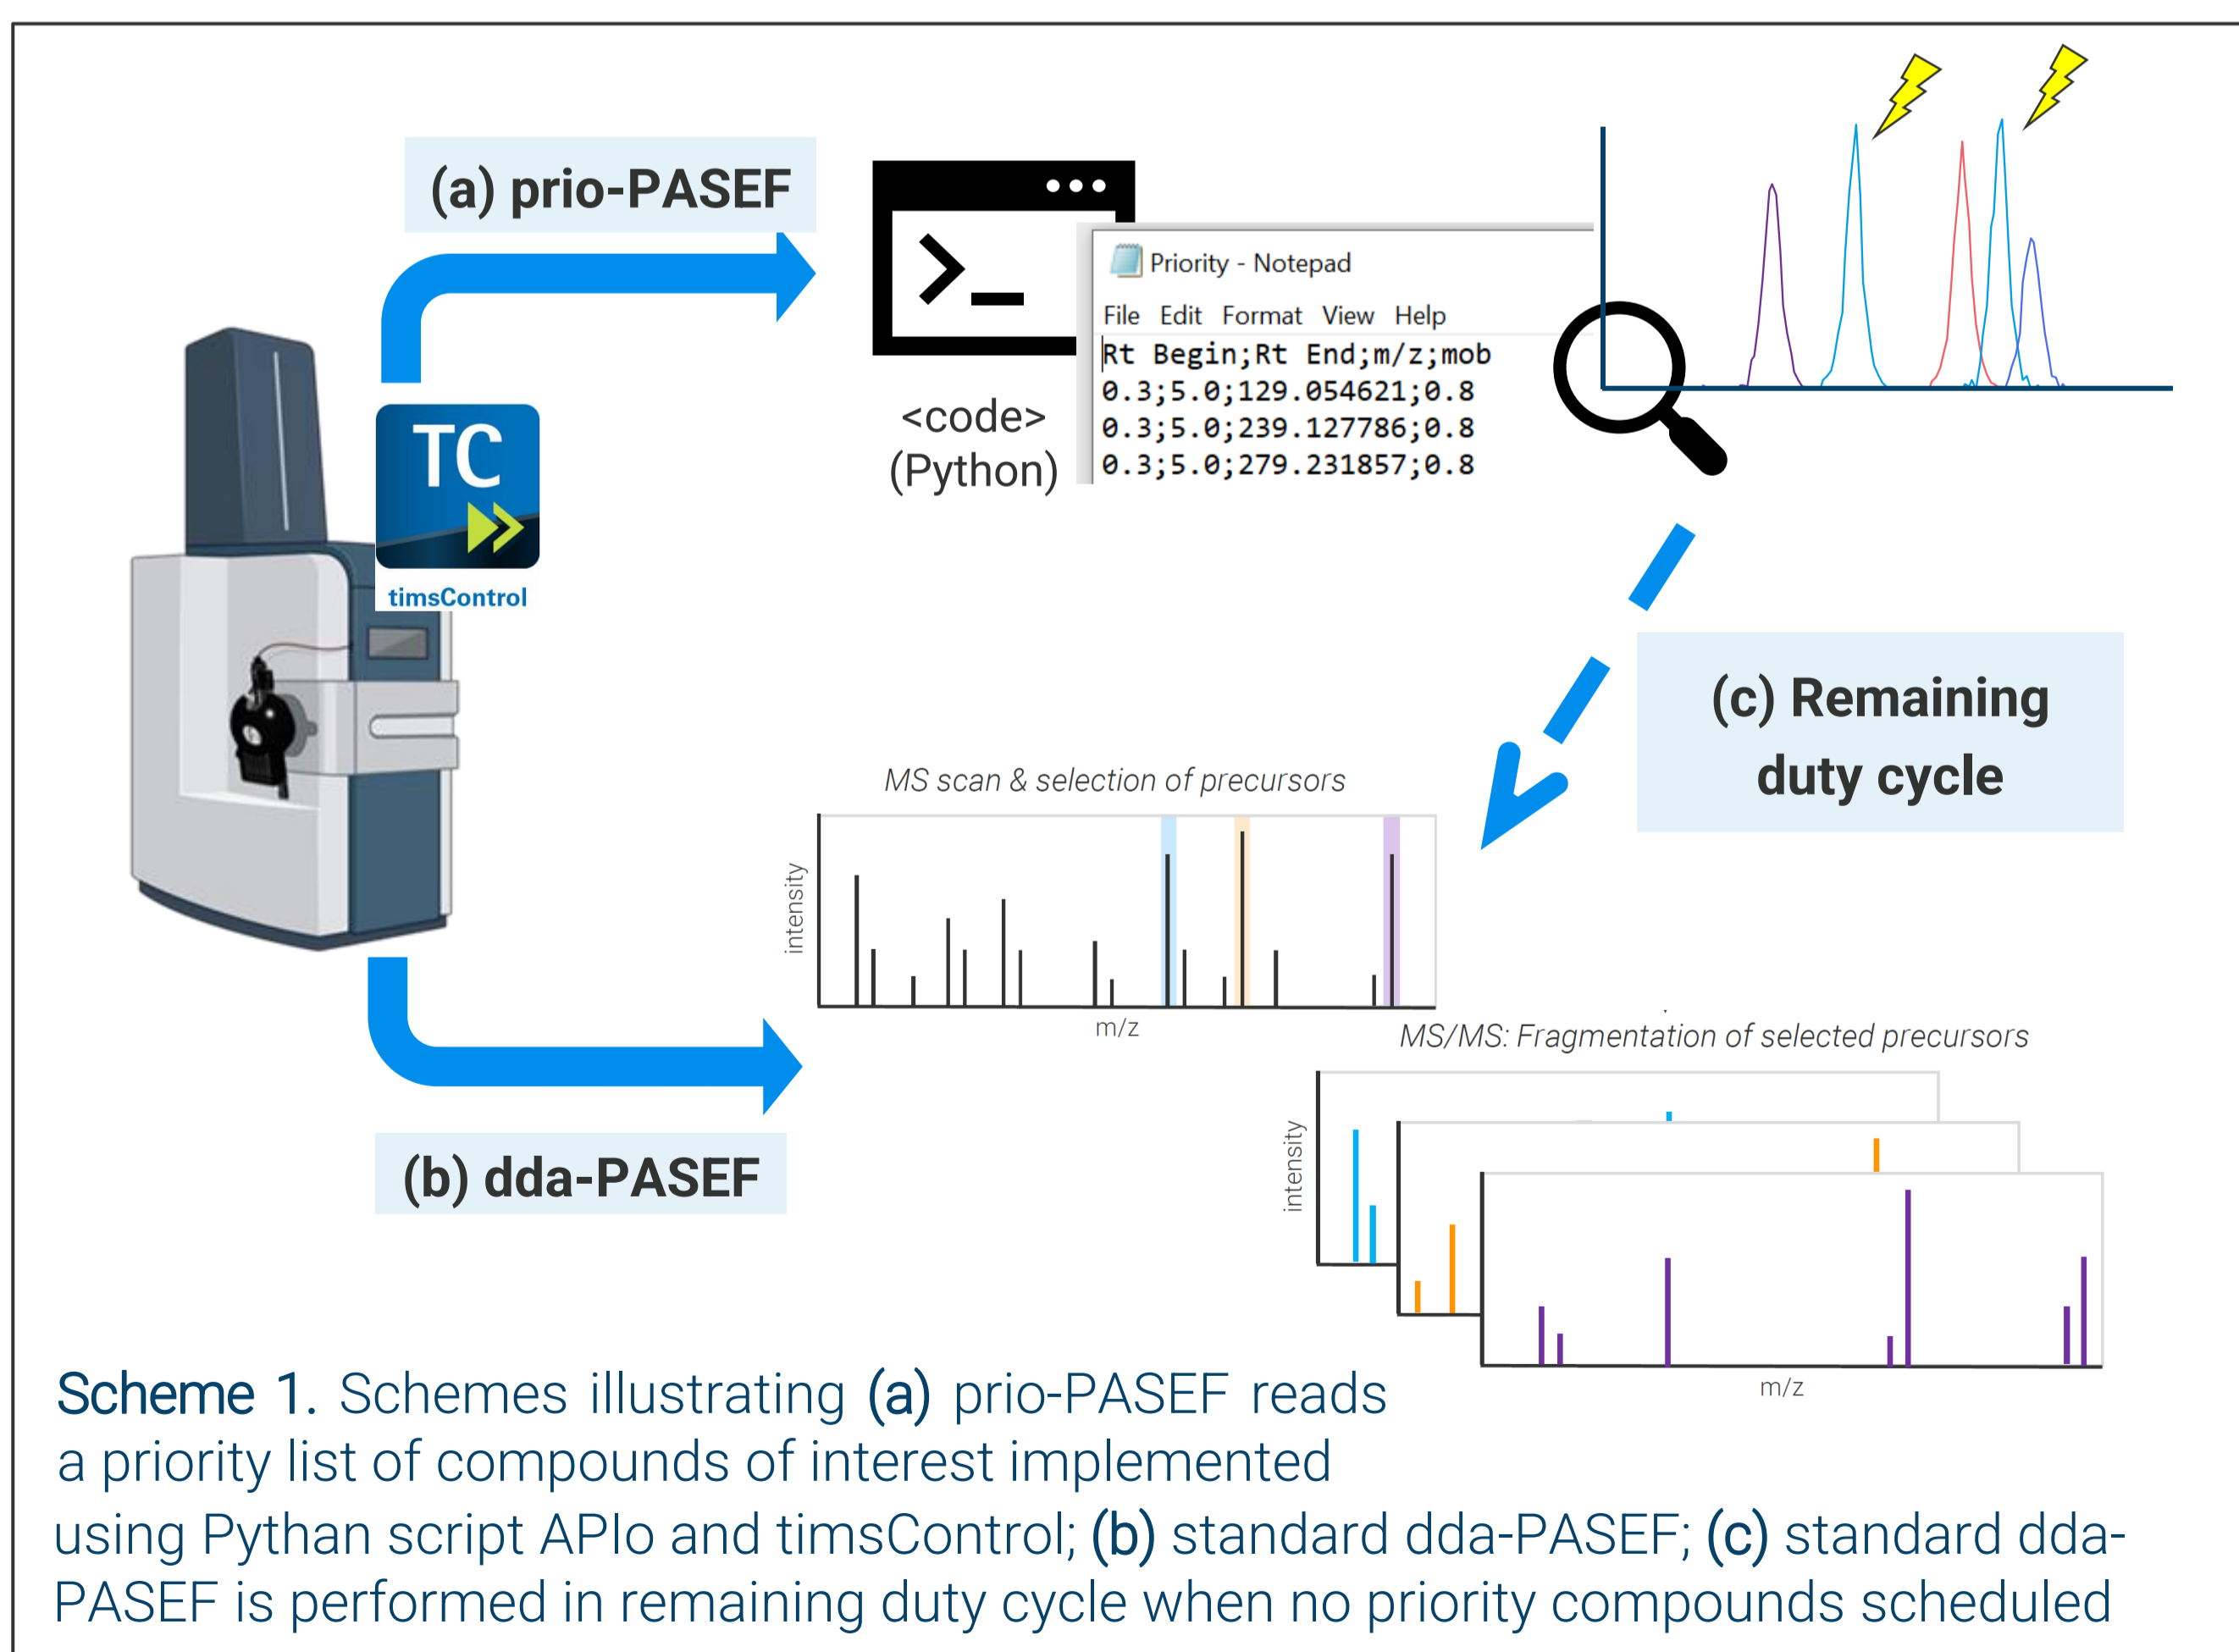 (a) prio-PASEF
TC
timsControl
<code>
(Python)
Priority - Notepad
File Edit Format View Help
Rt Begin;Rt End;m/z;mob
0.3;5.0;129.054621;0.8
0.3;5.0;239.127786;0.8
0.3;5.0;279.231857;0.8
(c) Remaining
duty cycle
MS scan & selection of precursors
intensity
m/z
MS/MS: Fragmentation of selected precursors
intensity
m/z
(b) dda-PASEF
Scheme 1. Schemes illustrating (a) prio-PASEF reads
a priority list of compounds of interest implemented
using Pythan script APIo and timsControl; (b) standard dda-PASEF; (c) standard dda-
PASEF is performed in remaining duty cycle when no priority compounds scheduled